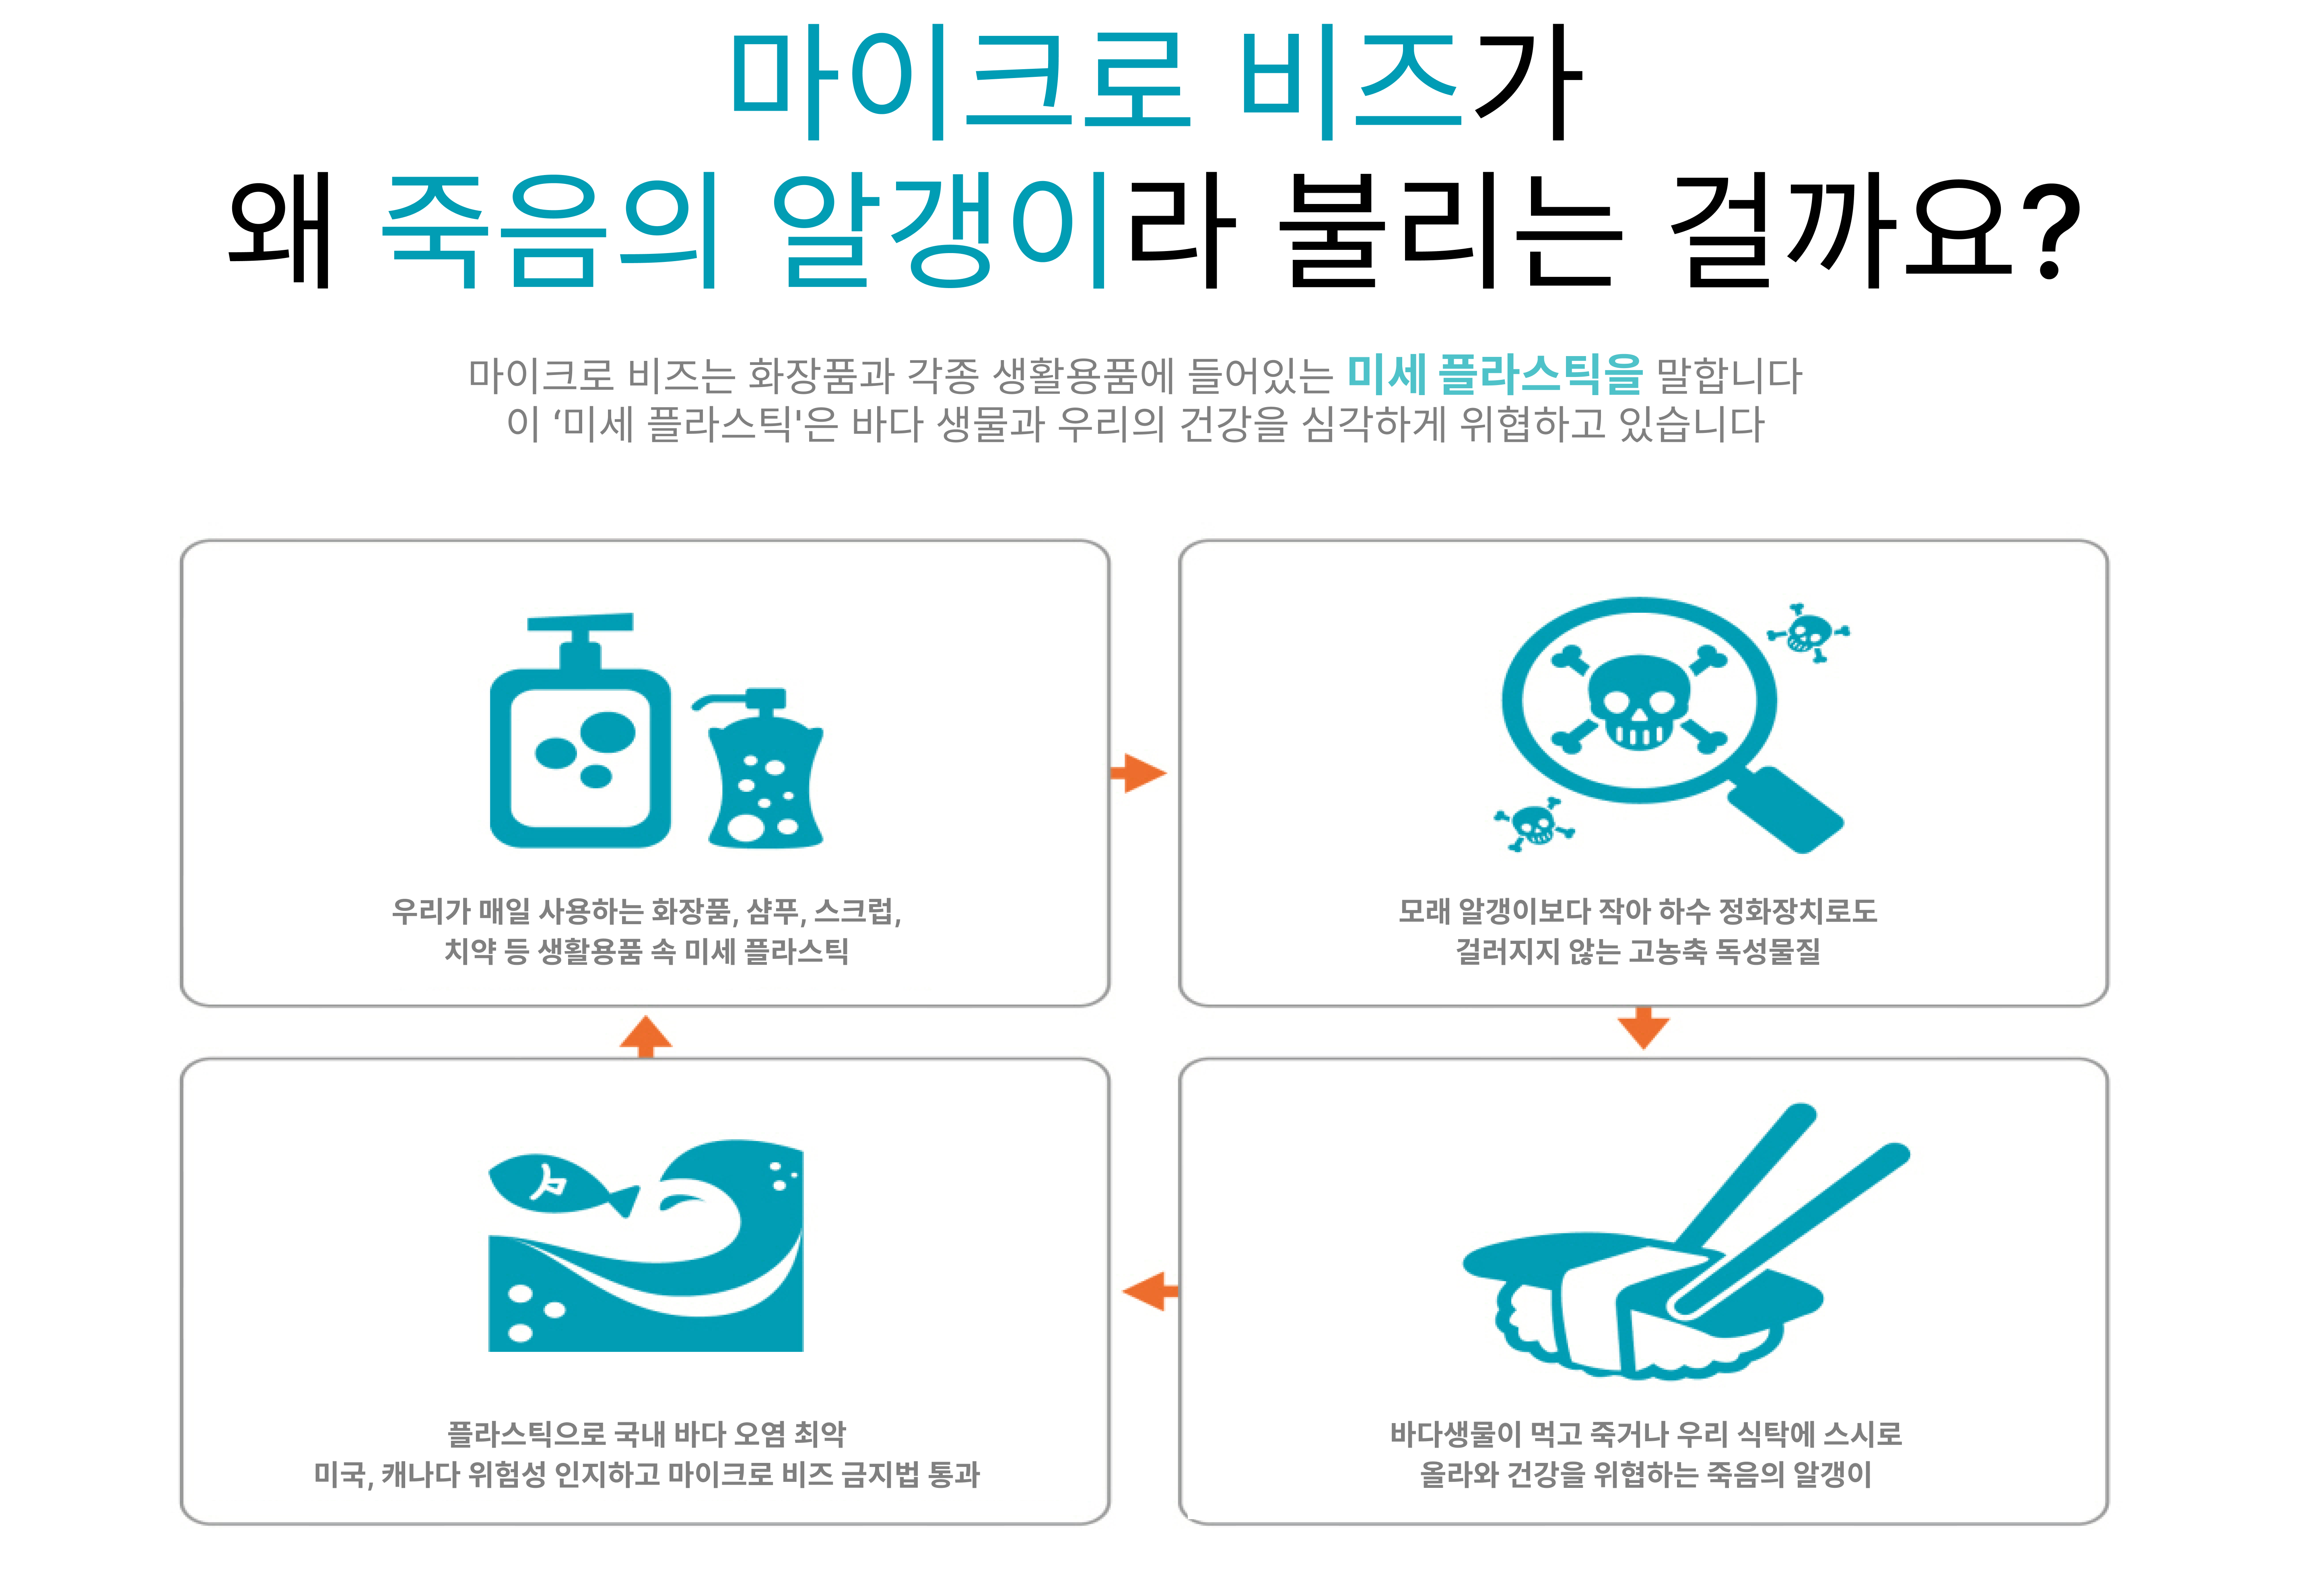 마이크로 비즈가
왜 죽음의 알갱이라 불리는 걸까요?
마이크로 비즈는 화장품과 각종 생활용품에 들어있는 미세 플라스틱을 말합니다
이 ‘미세 플라스틱'은 바다 생물과 우리의 건강을 심각하게 위협하고 있습니다
우리가 매일 사용하는 화장품, 샴푸, 스크럽,
치약 등 생활용품 속 미세 플라스틱
모래 알갱이보다 작아 하수 정화장치로도
걸러지지 않는 고농축 독성물질
플라스틱으로 국내 바다 오염 최악
미국, 캐나다 위험성 인지하고 마이크로 비즈 금지법 통과
바다생물이 먹고 죽거나 우리 식탁에 스시로
올라와 건강을 위협하는 죽음의 알갱이